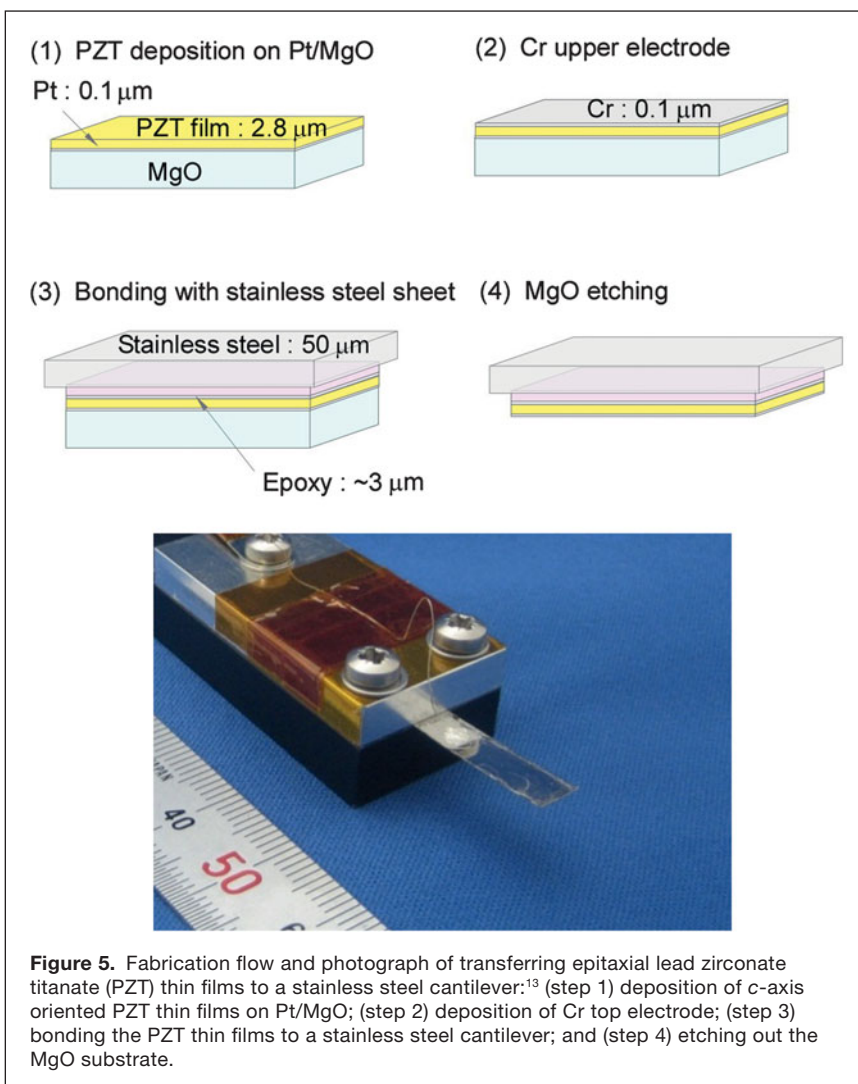 (1) PZT deposition on Pt/MgO
Pt : 0.1 μm
PZT film : 2.8 μm
MgO
(2) Cr upper electrode
Cr : 0.1 μm
(3) Bonding with stainless steel sheet
Stainless steel : 50 μm
Epoxy : ~3 μm
(4) MgO etching
JAPAN
40
50
6
Figure 5. Fabrication flow and photograph of transferring epitaxial lead zirconate
titanate (PZT) thin films to a stainless steel cantilever:¹³ (step 1) deposition of c-axis
oriented PZT thin films on Pt/MgO; (step 2) deposition of Cr top electrode; (step 3)
bonding the PZT thin films to a stainless steel cantilever; and (step 4) etching out the
MgO substrate.